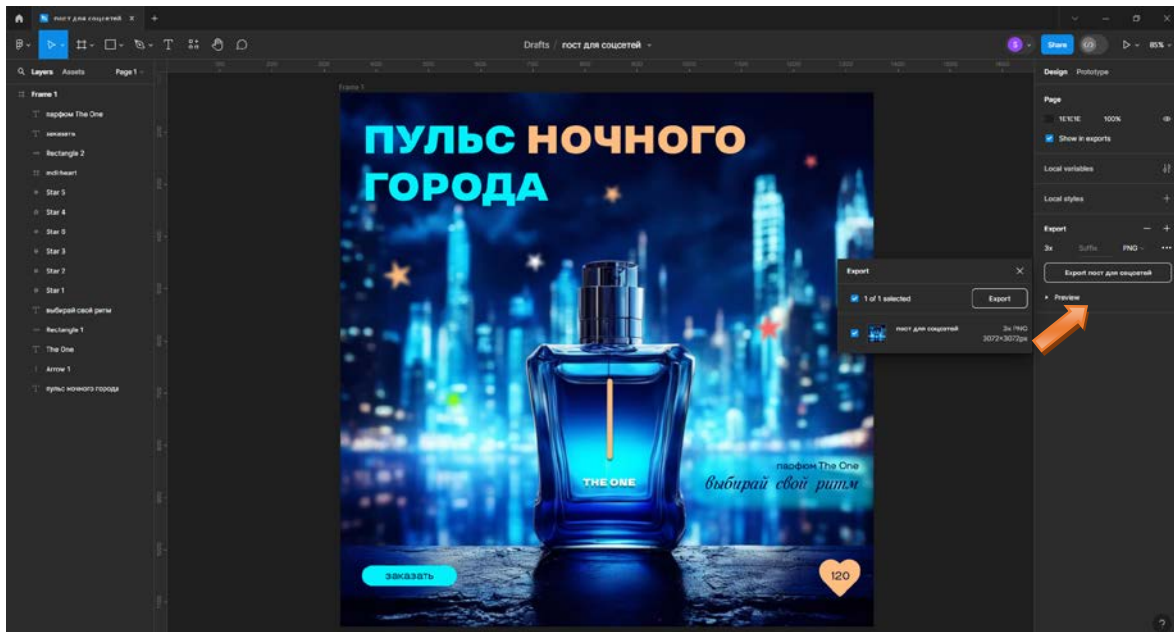 пост для соцсетей
Drafts / пост для соцсетей
S
Share
85%
Layers Assets Page 1
Frame 1
парфюм The One
заказать
Rectangle 2
mdi:heart
Star 5
Star 4
Star 6
Star 3
Star 2
Star 1
выбирай свой ритм
Rectangle 1
The One
Arrow 1
пульс ночного города
Frame 1
ПУЛЬС НОЧНОГО
ГОРОДА
THE ONE
парфюм The One
выбирай свой ритм
заказать
120
Export
1 of 1 selected Export
пост для соцсетей 3x PNG
3072×3072px
Design Prototype
Page
1E1E1E 100%
Show in exports
Local variables
Local styles
Export
3x Suffix PNG
Export пост для соцсетей
Preview